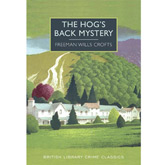 THE HOG'S
BACK MYSTERY
FREEMAN WILLS CROFTS
BRITISH LIBRARY CRIME CLASSICS